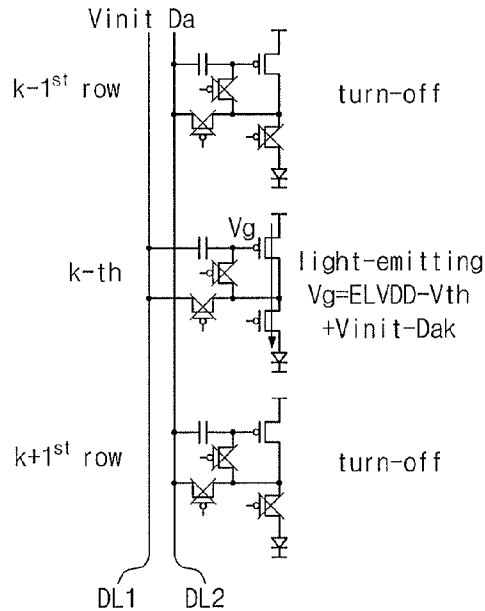 Vinit Da
k-1st row
turn-off
Vg
k-th
light-emitting
Vg=ELVDD-Vth
+Vinit-Dak
k+1st row
turn-off
DL1
DL2